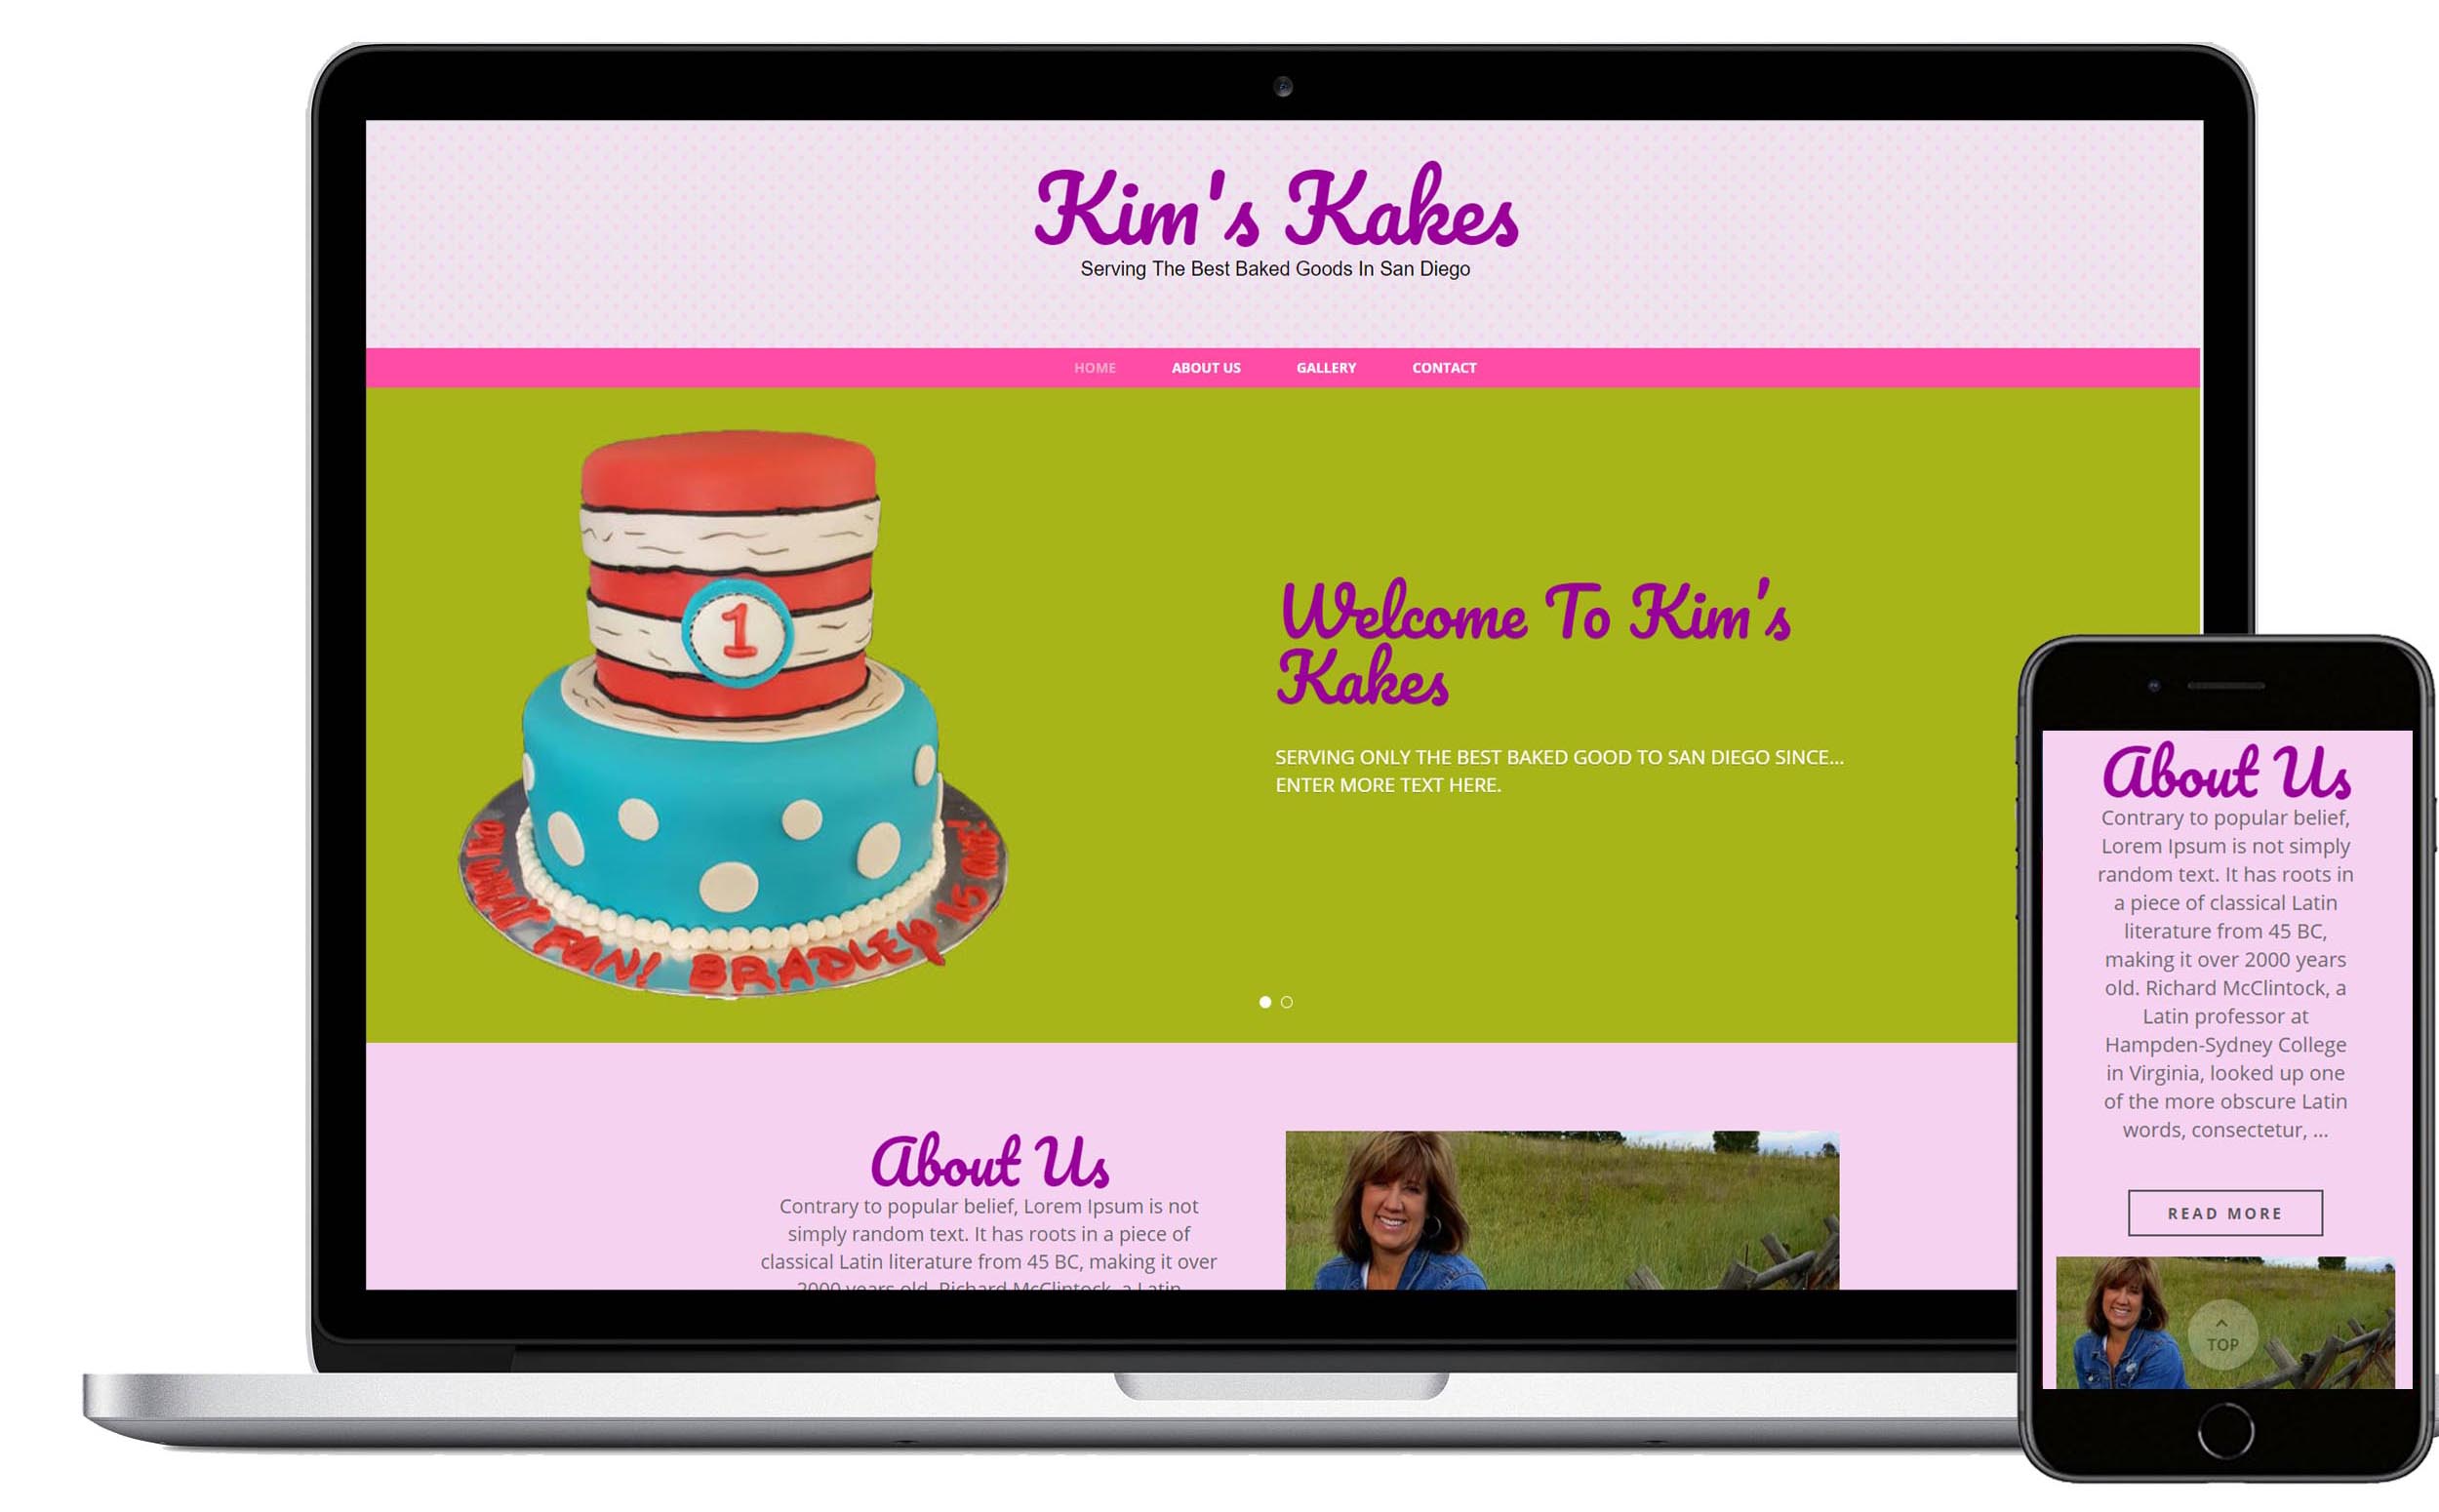 Kim's Kakes
Serving The Best Baked Goods In San Diego
HOME ABOUT US GALLERY CONTACT
1
FUN! BRADLEY IS
Welcome To Kim's
Kakes
SERVING ONLY THE BEST BAKED GOOD TO SAN DIEGO SINCE...
ENTER MORE TEXT HERE.
About Us
Contrary to popular belief, Lorem Ipsum is not
simply random text. It has roots in a piece of
classical Latin literature from 45 BC, making it over
2000 years old. Richard McClintock, a Latin
About Us
Contrary to popular belief,
Lorem Ipsum is not simply
random text. It has roots in
a piece of classical Latin
literature from 45 BC,
making it over 2000 years
old. Richard McClintock, a
Latin professor at
Hampden-Sydney College
in Virginia, looked up one
of the more obscure Latin
words, consectetur, ...
READ MORE
TOP